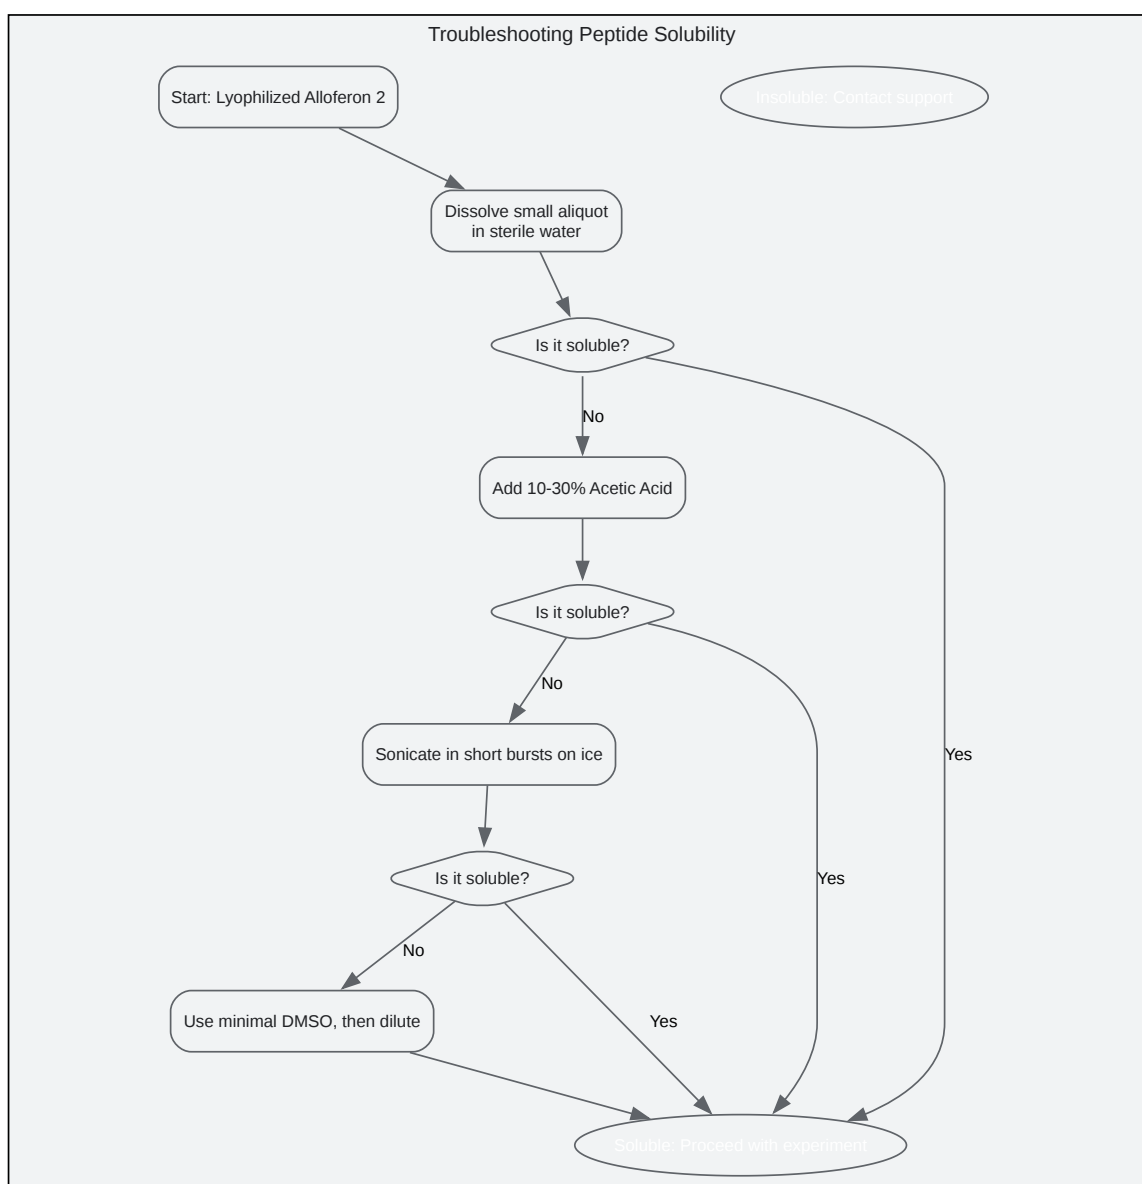 Troubleshooting Peptide Solubility
Start: Lyophilized Alloferon 2
Insoluble: Contact support
Dissolve small aliquot
in sterile water
Is it soluble?
No
Add 10-30% Acetic Acid
Is it soluble?
No
Sonicate in short bursts on ice
Yes
Is it soluble?
Yes
No
Use minimal DMSO, then dilute
Yes
Soluble: Proceed with experiment